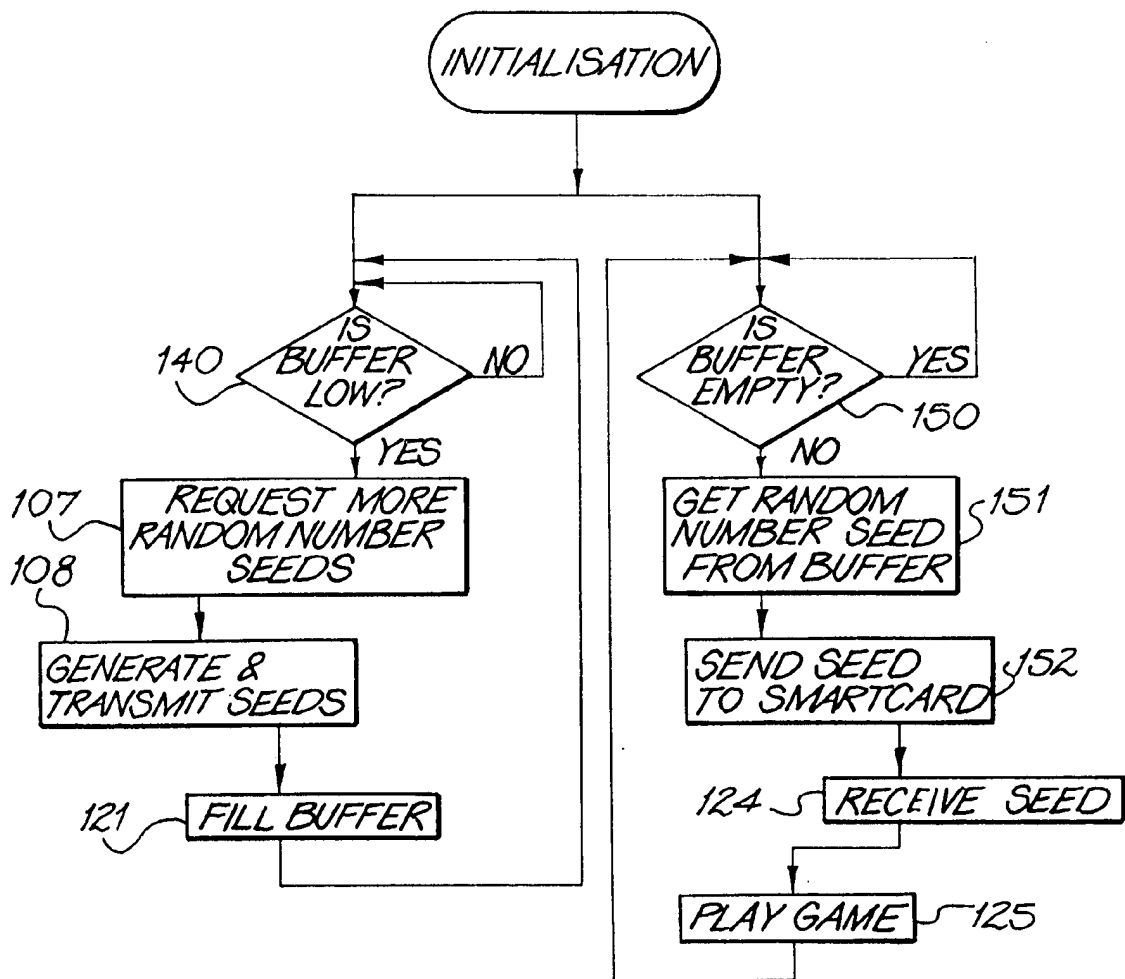 INITIALISATION
IS
BUFFER
LOW?
NO
140
YES
107
REQUEST MORE
RANDOM NUMBER
SEEDS
108
GENERATE &
TRANSMIT SEEDS
121
FILL BUFFER
IS
BUFFER
EMPTY?
YES
150
NO
GET RANDOM
NUMBER SEED
FROM BUFFER
151
SEND SEED
TO SMARTCARD
152
124
RECEIVE SEED
PLAY GAME
125